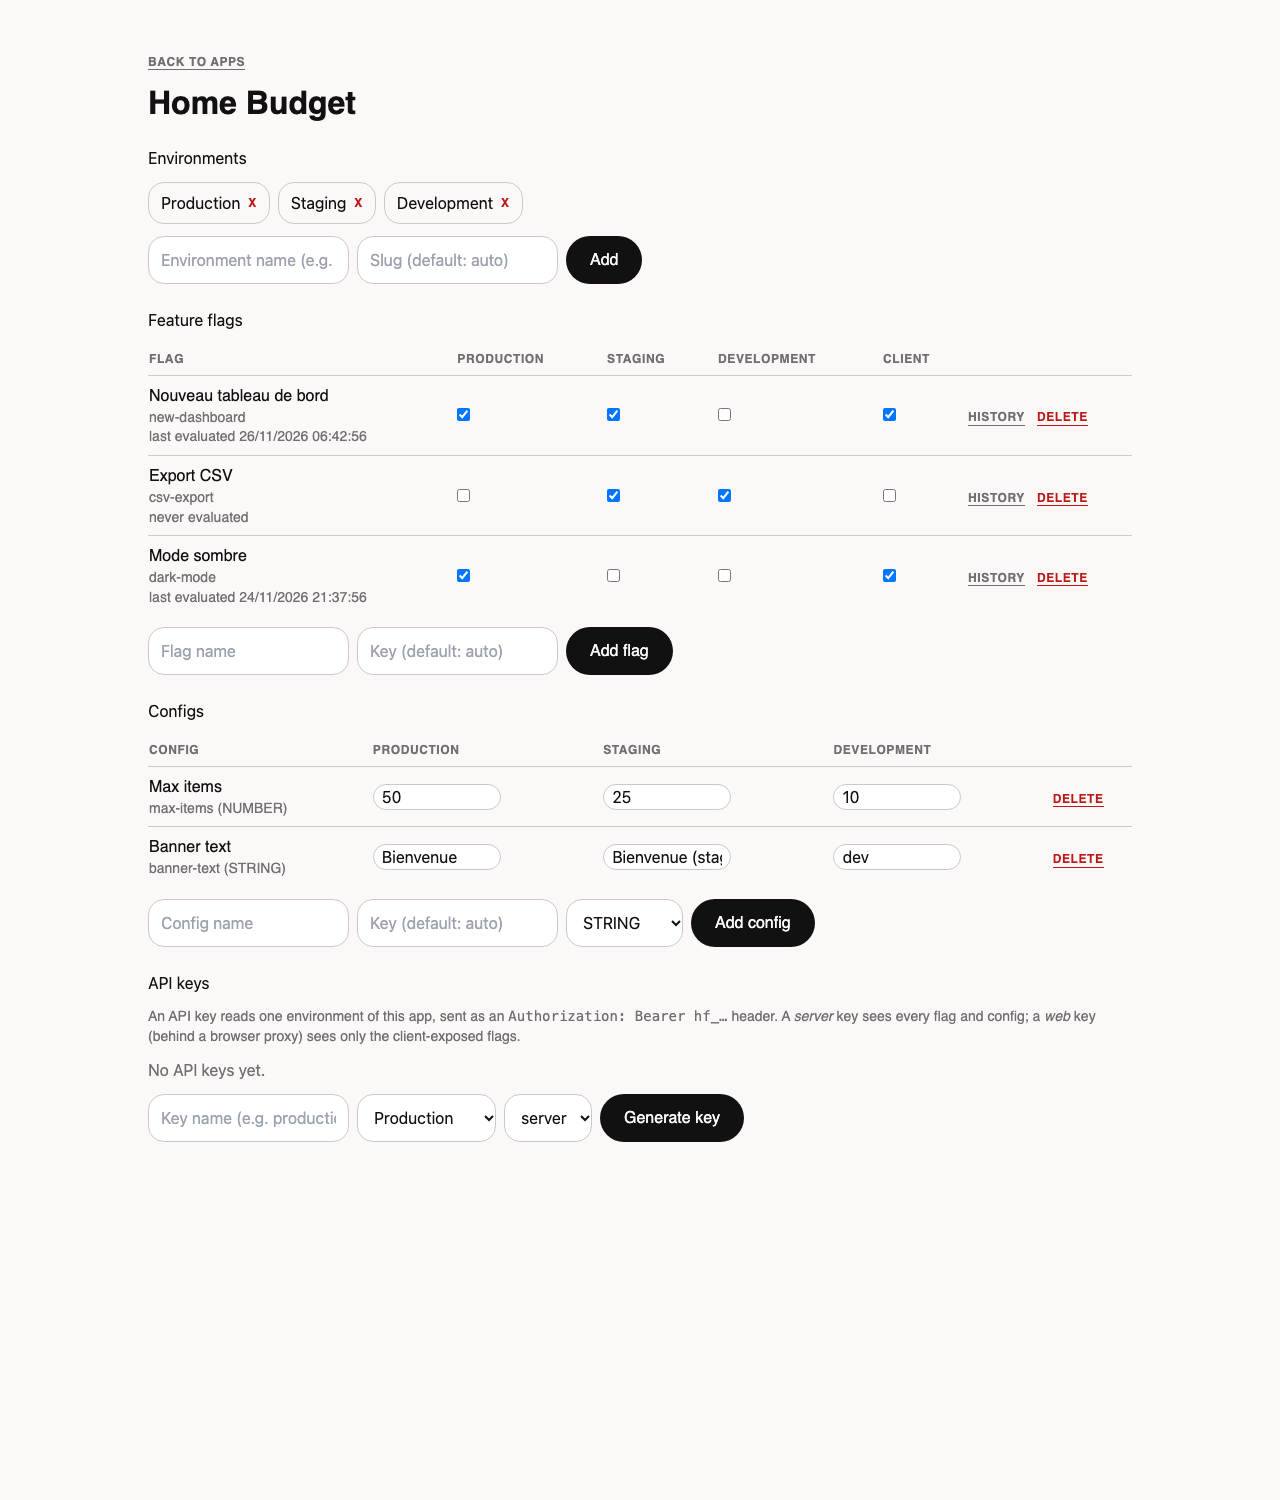 BACK TO APPS
Home Budget
Environments
Production x Staging x Development x
Environment name (e.g. Slug (default: auto) Add
Feature flags
FLAG PRODUCTION STAGING DEVELOPMENT CLIENT
Nouveau tableau de bord
new-dashboard HISTORY DELETE
last evaluated 26/11/2026 06:42:56
Export CSV
csv-export HISTORY DELETE
never evaluated
Mode sombre
dark-mode HISTORY DELETE
last evaluated 24/11/2026 21:37:56
Flag name Key (default: auto) Add flag
Configs
CONFIG PRODUCTION STAGING DEVELOPMENT
Max items 50 25 10 DELETE
max-items (NUMBER)
Banner text Bienvenue Bienvenue (stag dev DELETE
banner-text (STRING)
Config name Key (default: auto) STRING Add config
API keys
An API key reads one environment of this app, sent as an Authorization: Bearer hf_… header. A server key sees every flag and config; a web key
(behind a browser proxy) sees only the client-exposed flags.
No API keys yet.
Key name (e.g. productio Production server Generate key